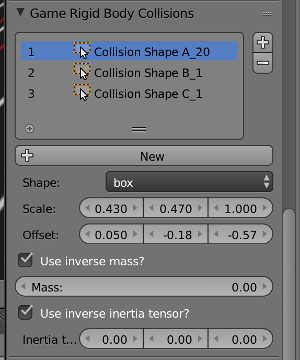 Game Rigid Body Collisions
1 Collision Shape A_20
2 Collision Shape B_1
3 Collision Shape C_1
New
Shape: box
Scale: 0.430 0.470 1.000
Offset: 0.050 -0.18 -0.57
Use inverse mass?
Mass: 0.00
Use inverse inertia tensor?
Inertia t... 0.00 0.00 0.00